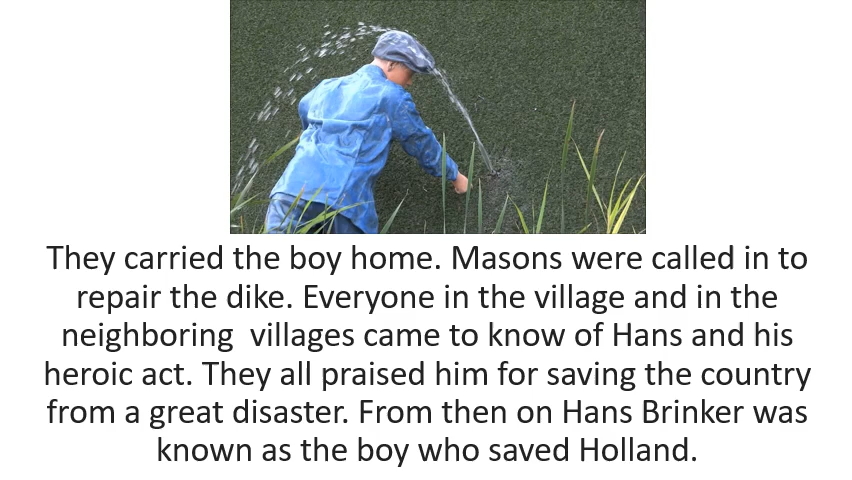 They carried the boy home. Masons were called in to
repair the dike. Everyone in the village and in the
neighboring  villages came to know of Hans and his
heroic act. They all praised him for saving the country
from a great disaster. From then on Hans Brinker was
known as the boy who saved Holland.